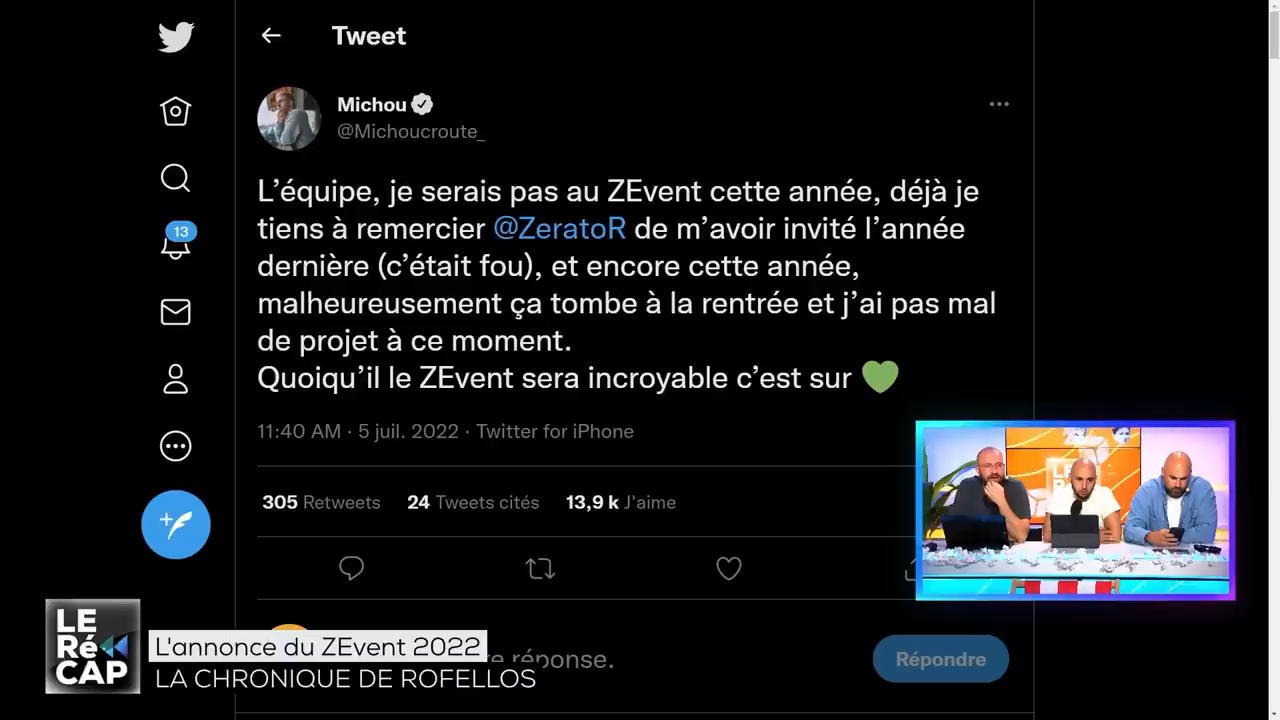 Tweet
Michou
@Michoucroute_
L’équipe, je serais pas au ZEvent cette année, déjà je
tiens à remercier @ZeratoR de m’avoir invité l’année
dernière (c’était fou), et encore cette année,
malheureusement ça tombe à la rentrée et j’ai pas mal
de projet à ce moment.
Quoiqu’il le ZEvent sera incroyable c’est sur
13
11:40 AM · 5 juil. 2022 · Twitter for iPhone
305 Retweets 24 Tweets cités 13,9 k J'aime
réponse.
Répondre
LE
Ré
CAP
L'annonce du ZEvent 2022
LA CHRONIQUE DE ROFELLOS